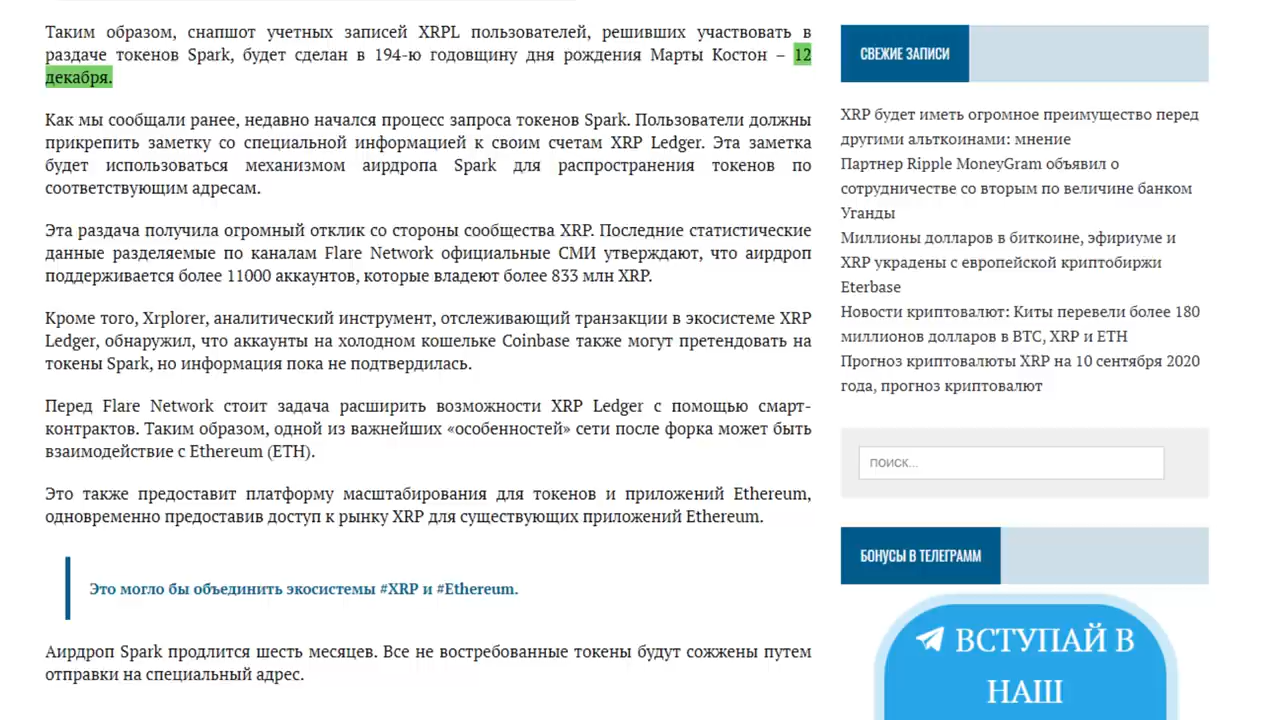 Таким образом, снапшот учетных записей XRPL пользователей, решивших участвовать в
раздаче токенов Spark, будет сделан в 194-ю годовщину дня рождения Марты Костон – 12
декабря.
Как мы сообщали ранее, недавно начался процесс запроса токенов Spark. Пользователи должны
прикрепить заметку со специальной информацией к своим счетам XRP Ledger. Эта заметка
будет использоваться механизмом аирдропа Spark для распространения токенов по
соответствующим адресам.
Эта раздача получила огромный отклик со стороны сообщества XRP. Последние статистические
данные разделяемые по каналам Flare Network официальные СМИ утверждают, что аирдроп
поддерживается более 11000 аккаунтов, которые владеют более 833 млн XRP.
Кроме того, Xrplorer, аналитический инструмент, отслеживающий транзакции в экосистеме XRP
Ledger, обнаружил, что аккаунты на холодном кошельке Coinbase также могут претендовать на
токены Spark, но информация пока не подтвердилась.
Перед Flare Network стоит задача расширить возможности XRP Ledger с помощью смарт-
контрактов. Таким образом, одной из важнейших «особенностей» сети после форка может быть
взаимодействие с Ethereum (ETH).
Это также предоставит платформу масштабирования для токенов и приложений Ethereum,
одновременно предоставив доступ к рынку XRP для существующих приложений Ethereum.
Это могло бы объединить экосистемы #XRP и #Ethereum.
Аирдроп Spark продлится шесть месяцев. Все не востребованные токены будут сожжены путем
отправки на специальный адрес.
СВЕЖИЕ ЗАПИСИ
XRP будет иметь огромное преимущество перед
другими альткоинами: мнение
Партнер Ripple MoneyGram объявил о
сотрудничестве со вторым по величине банком
Уганды
Миллионы долларов в биткоине, эфириуме и
XRP украдены с европейской криптобиржи
Eterbase
Новости криптовалют: Киты перевели более 180
миллионов долларов в BTC, XRP и ETH
Прогноз криптовалюты XRP на 10 сентября 2020
года, прогноз криптовалют
ПОИСК...
БОНУСЫ В ТЕЛЕГРАММ
ВСТУПАЙ В
НАШ